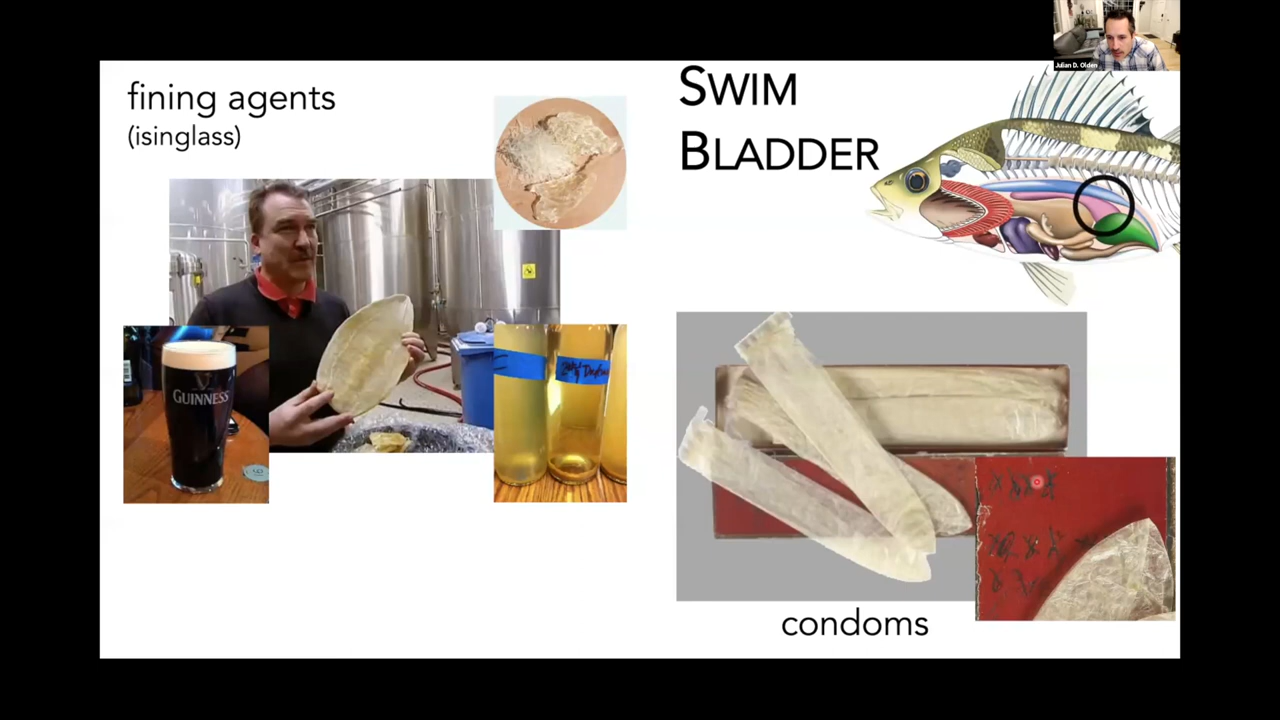 fining agents
(isinglass)
SWIM
BLADDER
GUINNESS
condoms
Julian D. Olden